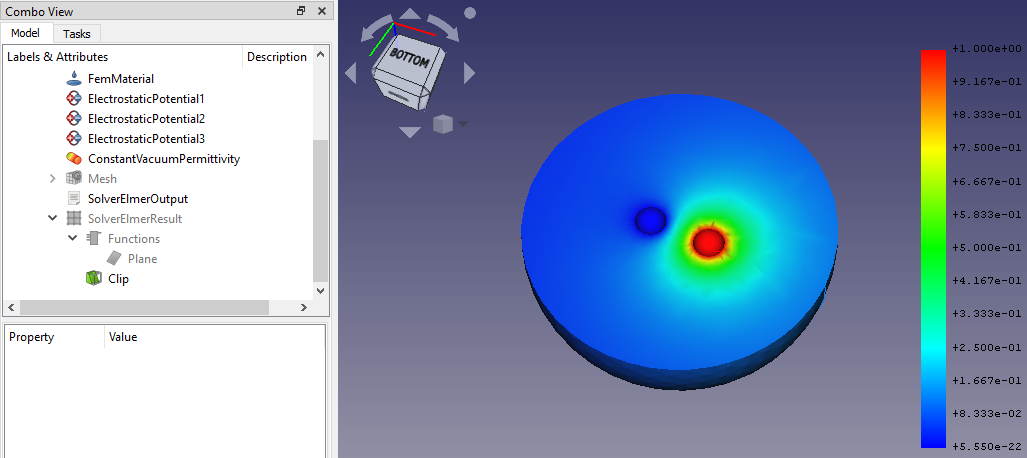 Combo View
Model
Tasks
Labels & Attributes
Description
FemMaterial
ElectrostaticPotential1
ElectrostaticPotential2
ElectrostaticPotential3
ConstantVacuumPermittivity
Mesh
SolverElmerOutput
SolverElmerResult
Functions
Plane
Clip
Property
Value
BOTTOM
+1.000e+00
+9.167e-01
+8.333e-01
+7.500e-01
+6.667e-01
+5.833e-01
+5.000e-01
+4.167e-01
+3.333e-01
+2.500e-01
+1.667e-01
+8.333e-02
+5.550e-22